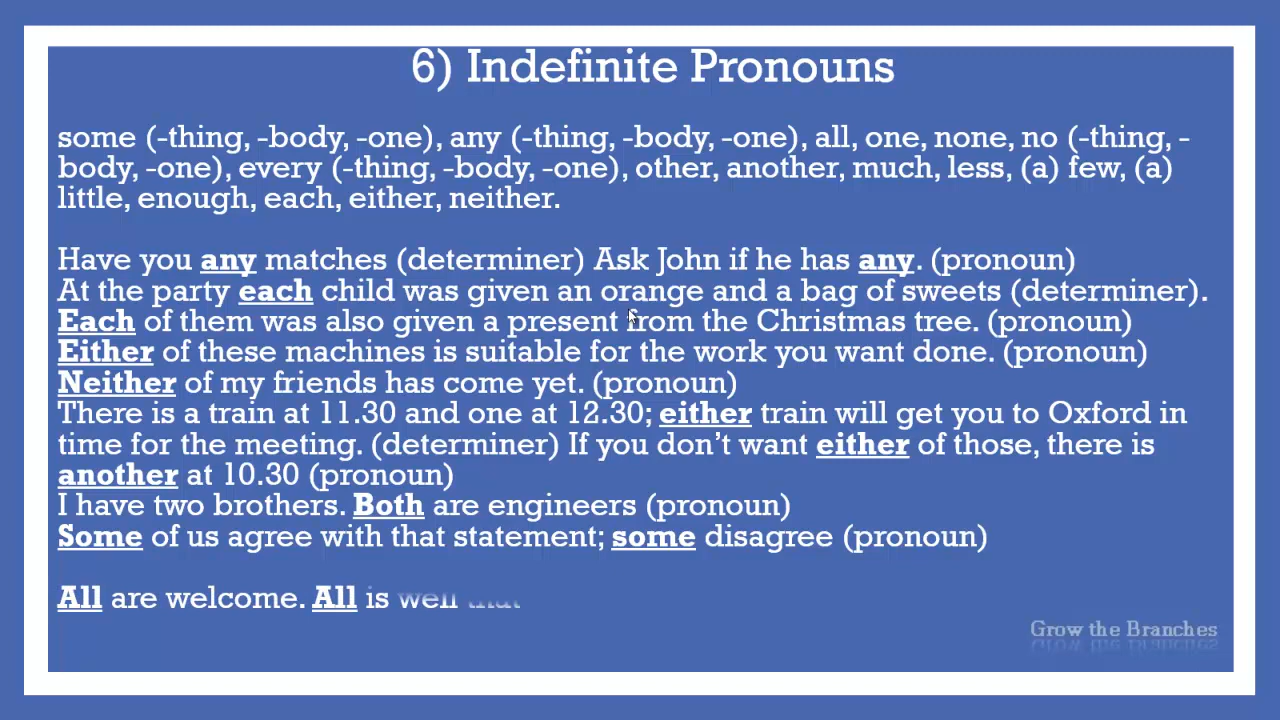 6) Indefinite Pronouns
some (-thing, -body, -one), any (-thing, -body, -one), all, one, none, no (-thing, -
body, -one), every (-thing, -body, -one), other, another, much, less, (a) few, (a)
little, enough, each, either, neither.
Have you any matches (determiner) Ask John if he has any. (pronoun)
At the party each child was given an orange and a bag of sweets (determiner).
Each of them was also given a present from the Christmas tree. (pronoun)
Either of these machines is suitable for the work you want done. (pronoun)
Neither of my friends has come yet. (pronoun)
There is a train at 11.30 and one at 12.30; either train will get you to Oxford in
time for the meeting. (determiner) If you don’t want either of those, there is
another at 10.30 (pronoun)
I have two brothers. Both are engineers (pronoun)
Some of us agree with that statement; some disagree (pronoun)
All are welcome. All is well that
Grow the Branches